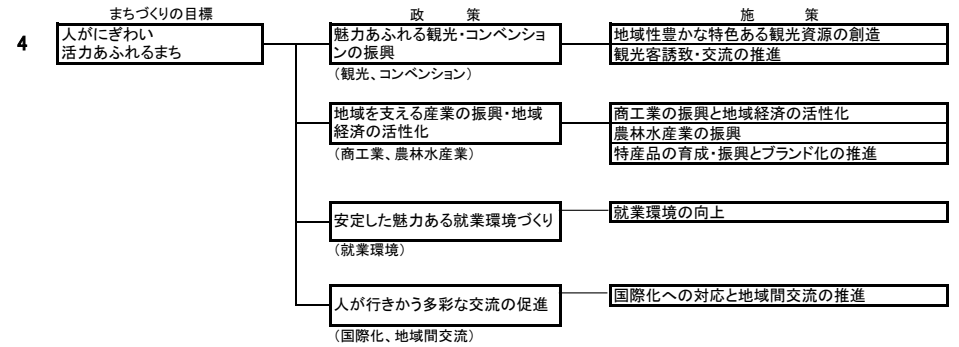 まちづくりの目標
政 策
施 策
4
人がにぎわい
活力あふれるまち
魅力あふれる観光・コンベンショ
ンの振興
(観光、コンベンション)
地域性豊かな特色ある観光資源の創造
観光客誘致・交流の推進
地域を支える産業の振興・地域
経済の活性化
(商工業、農林水産業)
商工業の振興と地域経済の活性化
農林水産業の振興
特産品の育成・振興とブランド化の推進
安定した魅力ある就業環境づくり
(就業環境)
就業環境の向上
人が行きかう多彩な交流の促進
(国際化、地域間交流)
国際化への対応と地域間交流の推進